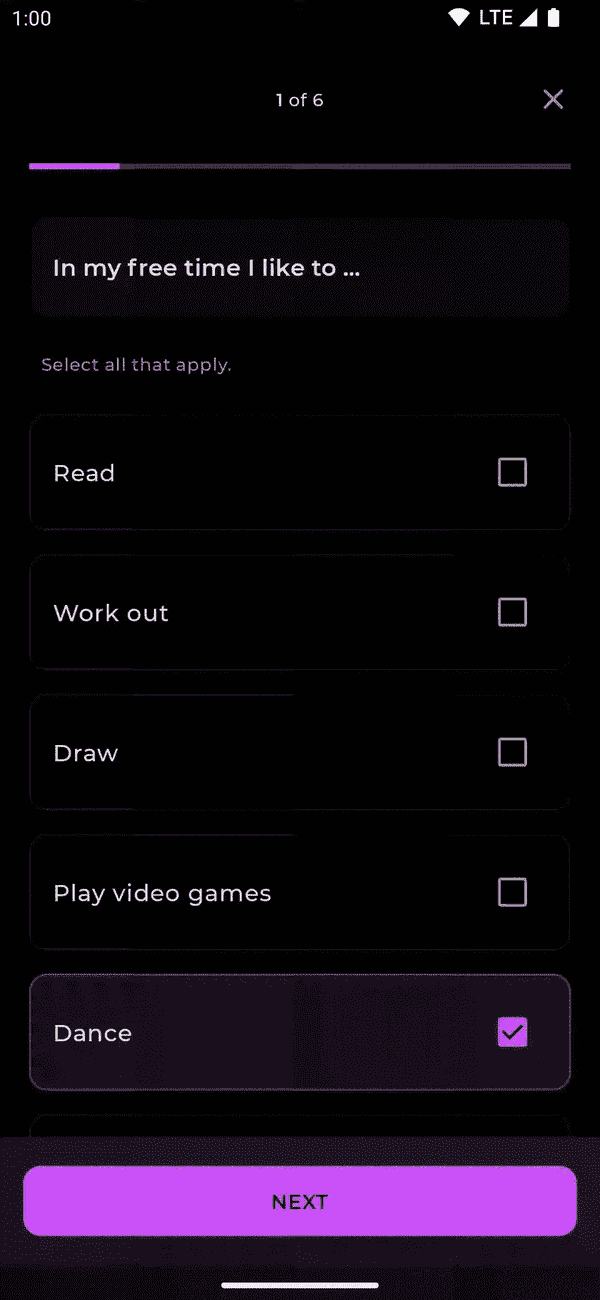 1:00
LTE
1 of 6
In my free time I like to ...
Select all that apply.
Read
Work out
Draw
Play video games
Dance
NEXT